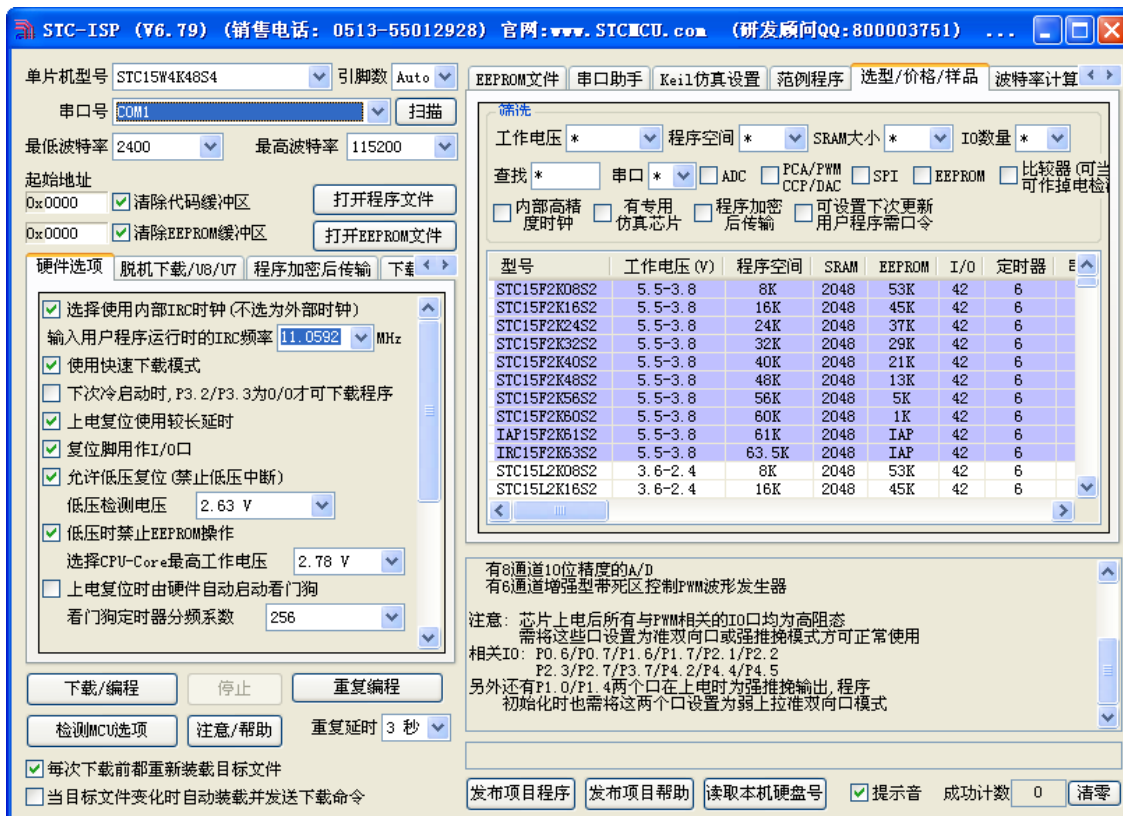 STC-ISP (V6.79) (销售电话: 0513-55012928) 官网:www.STCMCU.com (研发顾问QQ:800003751) ...
单片机型号 STC15W4K48S4 引脚数 Auto
串口号 COM1 扫描
最低波特率 2400 最高波特率 115200
起始地址
0x0000 清除代码缓冲区 打开程序文件
0x0000 清除EEPROM缓冲区 打开EEPROM文件
硬件选项 脱机下载/U8/U7 程序加密后传输
选择使用内部IRC时钟(不选为外部时钟)
输入用户程序运行时的IRC频率 11.0592 MHz
使用快速下载模式
下次冷启动时,P3.2/P3.3为0/0才可下载程序
上电复位使用较长延时
复位脚用作I/O口
允许低压复位(禁止低压中断)
低压检测电压 2.63 V
低压时禁止EEPROM操作
选择CPU-Core最高工作电压 2.78 V
上电复位时由硬件自动启动看门狗
看门狗定时器分频系数 256
下载/编程 停止 重复编程
检测MCU选项 注意/帮助 重复延时 3 秒
每次下载前都重新装载目标文件
当目标文件变化时自动装载并发送下载命令
EEPROM文件 串口助手 Keil仿真设置 范例程序 选型/价格/样品 波特率计算
筛选
工作电压 * 程序空间 * SRAM大小 * IO数量 *
查找 * 串口 * ADC PCA/PWM CCP/DAC SPI EEPROM 比较器(可当 可作掉电检
内部高精度时钟 有专用仿真芯片 程序加密后传输 可设置下次更新用户程序需口令
型号 工作电压(V) 程序空间 SRAM EEPROM I/O 定时器
STC15F2K08S2 5.5-3.8 8K 2048 53K 42 6
STC15F2K16S2 5.5-3.8 16K 2048 45K 42 6
STC15F2K24S2 5.5-3.8 24K 2048 37K 42 6
STC15F2K32S2 5.5-3.8 32K 2048 29K 42 6
STC15F2K40S2 5.5-3.8 40K 2048 21K 42 6
STC15F2K48S2 5.5-3.8 48K 2048 13K 42 6
STC15F2K56S2 5.5-3.8 56K 2048 5K 42 6
STC15F2K60S2 5.5-3.8 60K 2048 1K 42 6
IAP15F2K61S2 5.5-3.8 61K 2048 IAP 42 6
IRC15F2K63S2 5.5-3.8 63.5K 2048 IAP 42 6
STC15L2K08S2 3.6-2.4 8K 2048 53K 42 6
STC15L2K16S2 3.6-2.4 16K 2048 45K 42 6
有8通道10位精度的A/D
有6通道增强型带死区控制PWM波形发生器
注意: 芯片上电后所有与PWM相关的IO口均为高阻态
需将这些口设置为准双向口或强推挽模式方可正常使用
相关IO: P0.6/P0.7/P1.6/P1.7/P2.1/P2.2
P2.3/P2.7/P3.7/P4.2/P4.4/P4.5
另外还有P1.0/P1.4两个口在上电时为强推挽输出,程序
初始化时也需将这两个口设置为弱上拉准双向口模式
发布项目程序 发布项目帮助 读取本机硬盘号 提示音 成功计数 0 清零